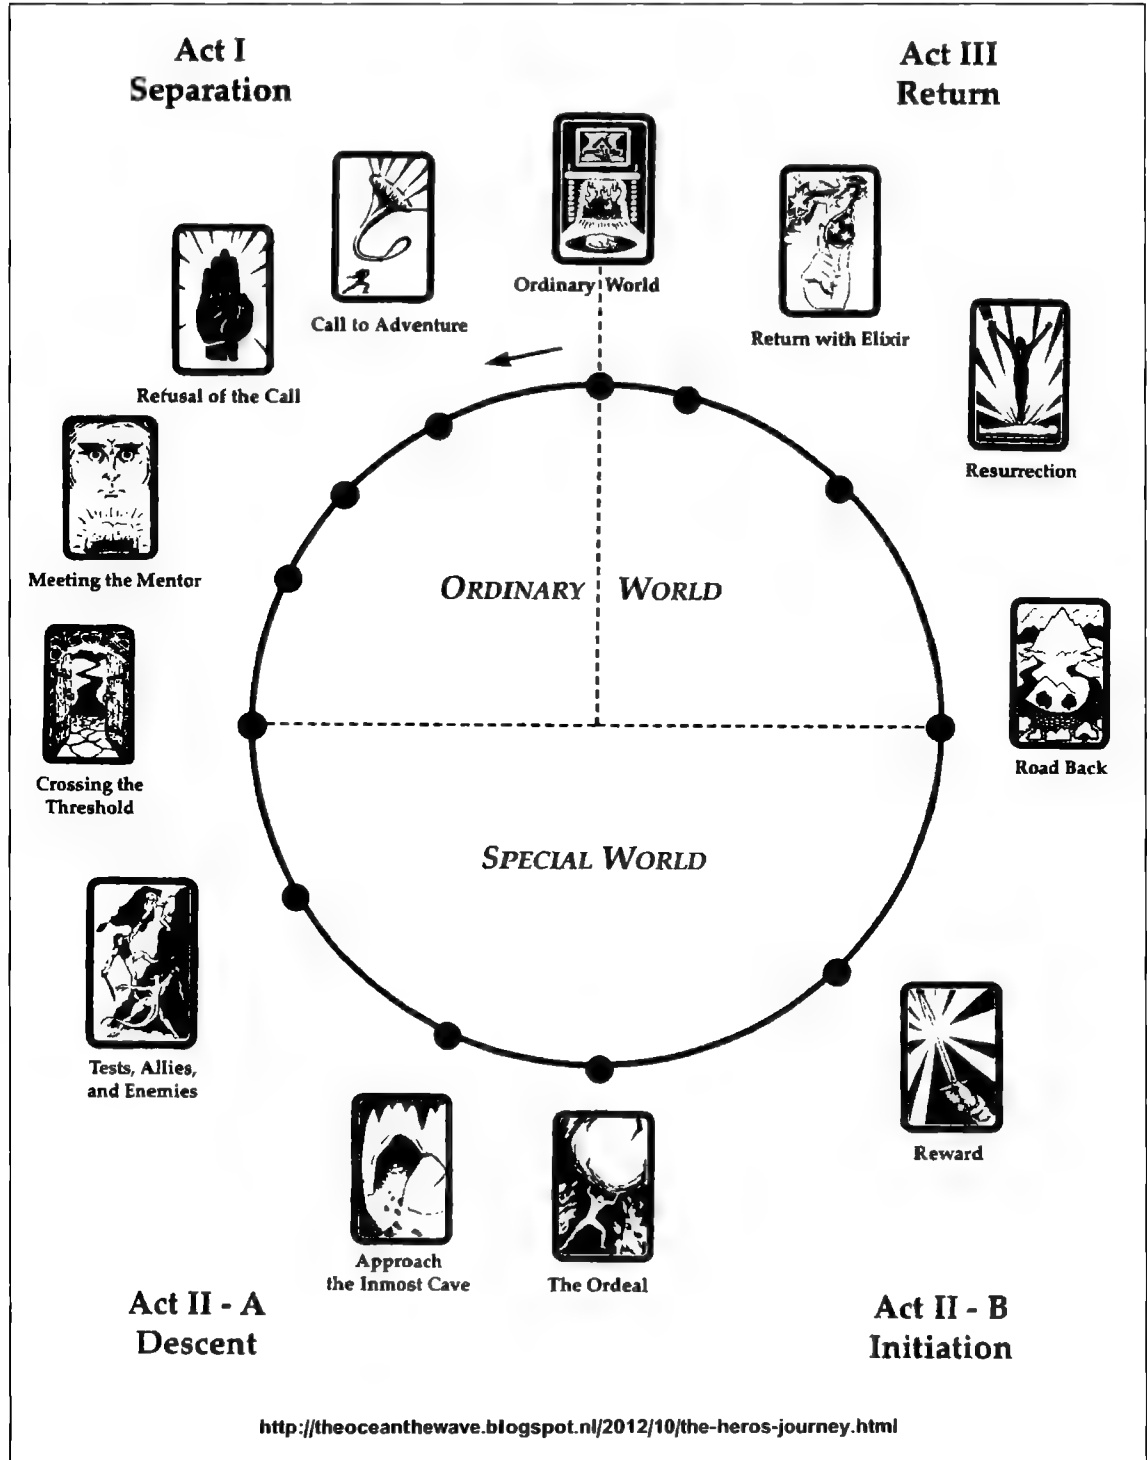 Act I
Separation
Act III
Return
Ordinary World
Call to Adventure
Return with Elixir
Refusal of the Call
Resurrection
Meeting the Mentor
ORDINARY WORLD
Crossing the
Threshold
Road Back
SPECIAL WORLD
Tests, Allies,
and Enemies
Reward
Approach
the Inmost Cave
The Ordeal
Act II - A
Descent
Act II - B
Initiation
http://theoceanthewave.blogspot.nl/2012/10/the-heros-journey.html